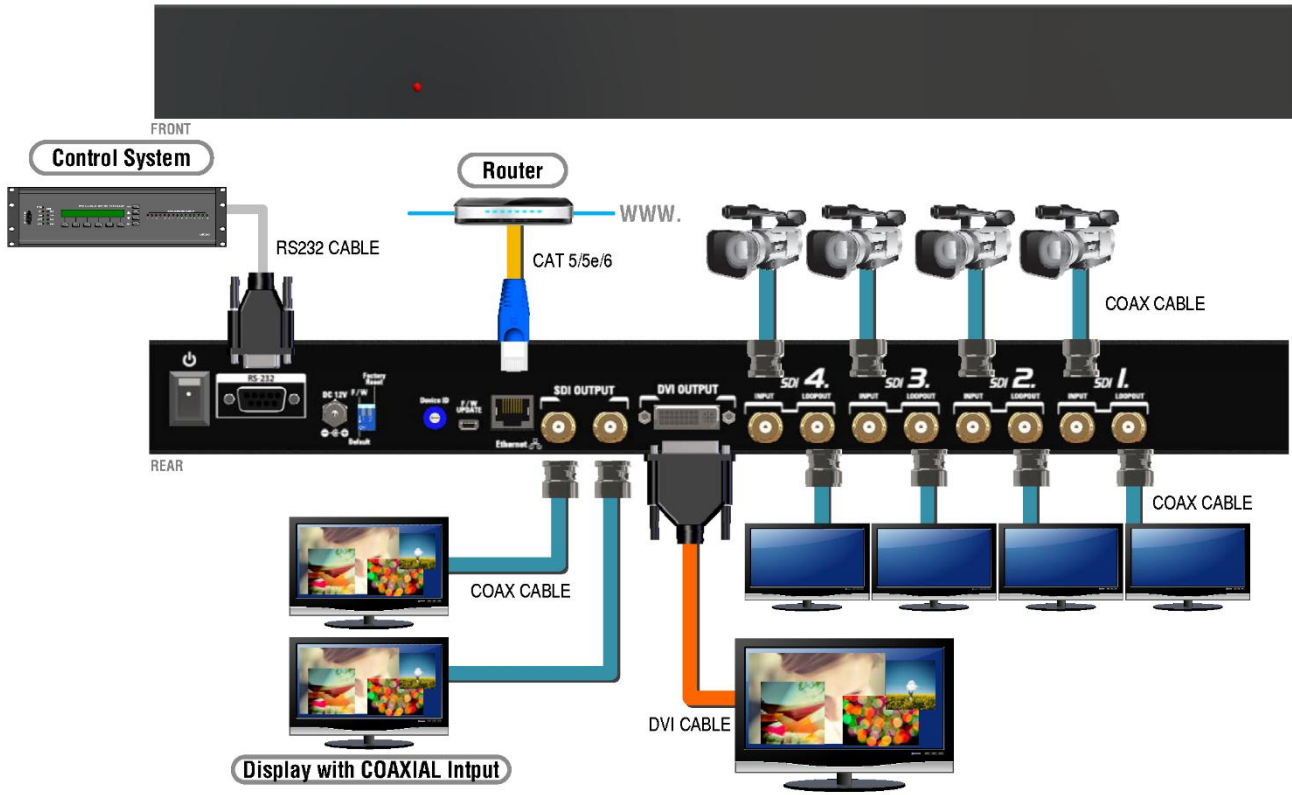 FRONT
Control System
Router
WWW.
RS232 CABLE
CAT 5/5e/6
COAX CABLE
RS-232
DC 12V
F/W
Factory
Reset
Default
Device ID
F/W
UPDATE
Ethernet
SDI OUTPUT
DVI OUTPUT
SDI 4.
INPUT
LOOPOUT
SDI 3.
INPUT
LOOPOUT
SDI 2.
INPUT
LOOPOUT
SDI 1.
INPUT
LOOPOUT
REAR
COAX CABLE
COAX CABLE
DVI CABLE
Display with COAXIAL Intput